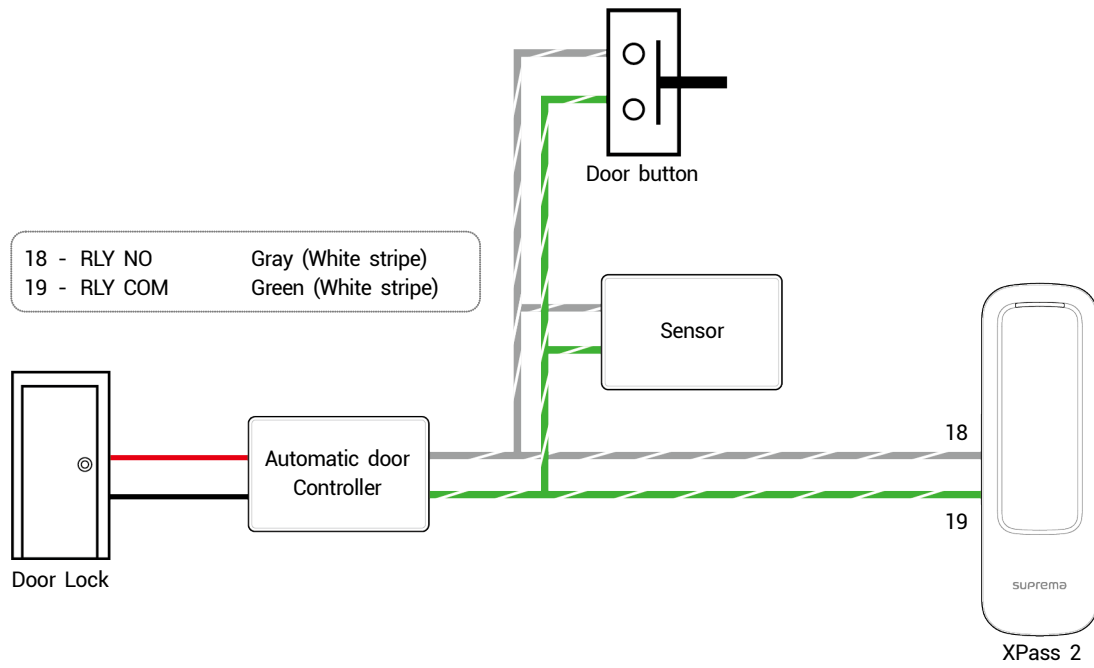 Door button
18 - RLY NO Gray (White stripe)
19 - RLY COM Green (White stripe)
Sensor
18
Automatic door
Controller
19
Door Lock
suprema
XPass 2